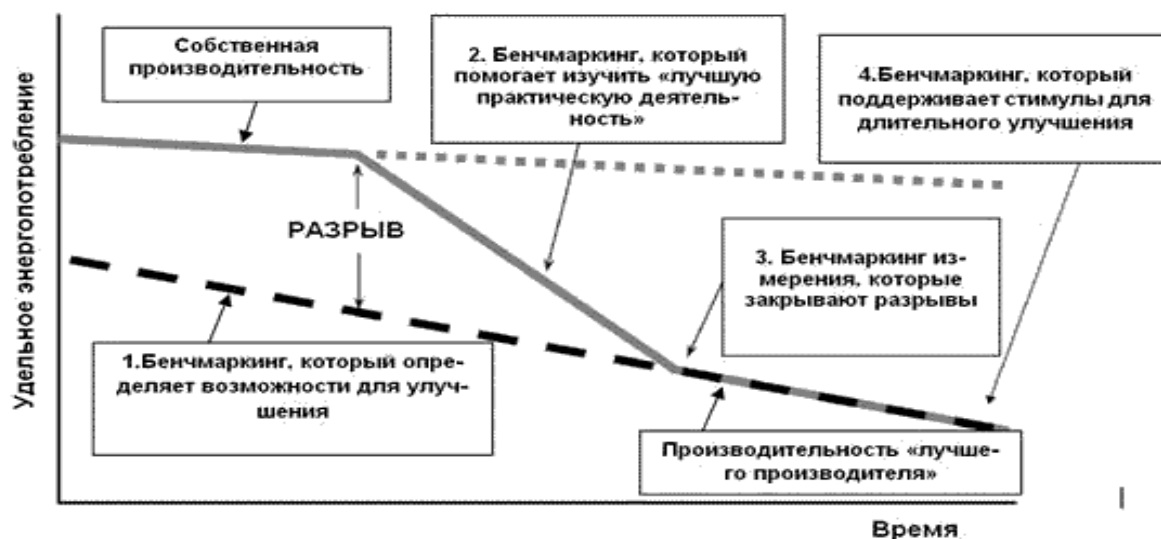 Удельное энергопотребление
Собственная
производительность
2. Бенчмаркинг, который
помогает изучить «лучшую
практическую деятель-
ность»
4.Бенчмаркинг, который
поддерживает стимулы для
длительного улучшения
РАЗРЫВ
3. Бенчмаркинг из-
мерения, которые
закрывают разрывы
1.Бенчмаркинг, который опре-
деляет возможности для улуч-
шения
Производительность «лучше-
го производителя»
Время